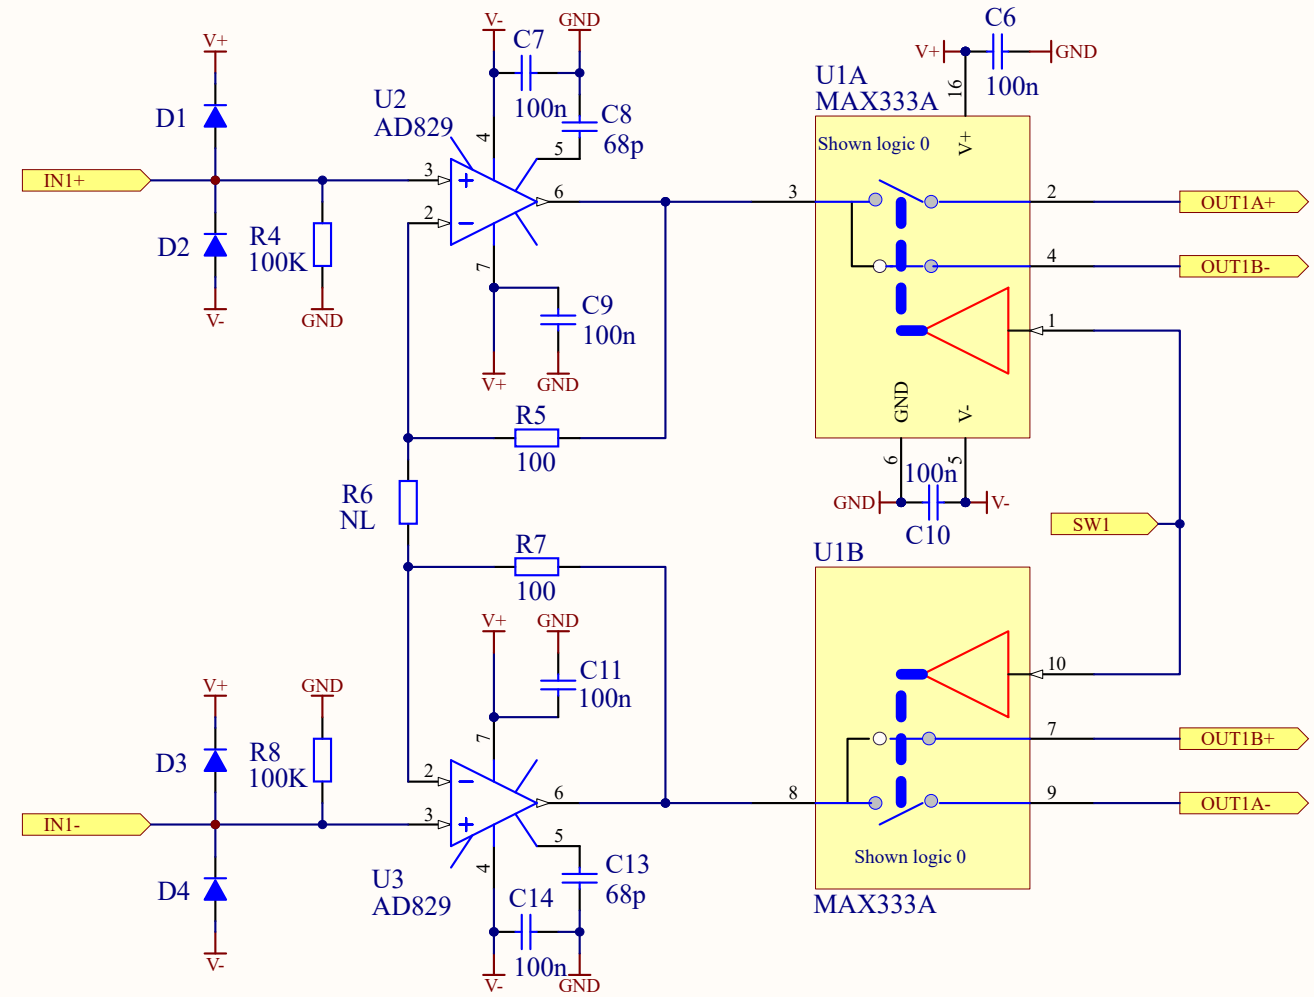 V-
GND
C6
V+
GND
100n
16
V+
C7
100n
C8
68p
U1A
MAX333A
Shown logic 0
V+
U2
AD829
4
5
D1
IN1+
3
2
6
3
2
OUT1A+
4
OUT1B-
D2
R4
100K
7
V-
GND
C9
100n
V+
GND
1
GND
V-
R5
100
6
5
100n
GND
V-
C10
SW1
R6
NL
R7
100
U1B
V+
GND
C11
100n
7
10
V+
GND
D3
R8
100K
2
3
6
8
7
OUT1B+
9
OUT1A-
IN1-
5
4
Shown logic 0
MAX333A
D4
U3
AD829
C13
68p
C14
100n
V-
V-
GND